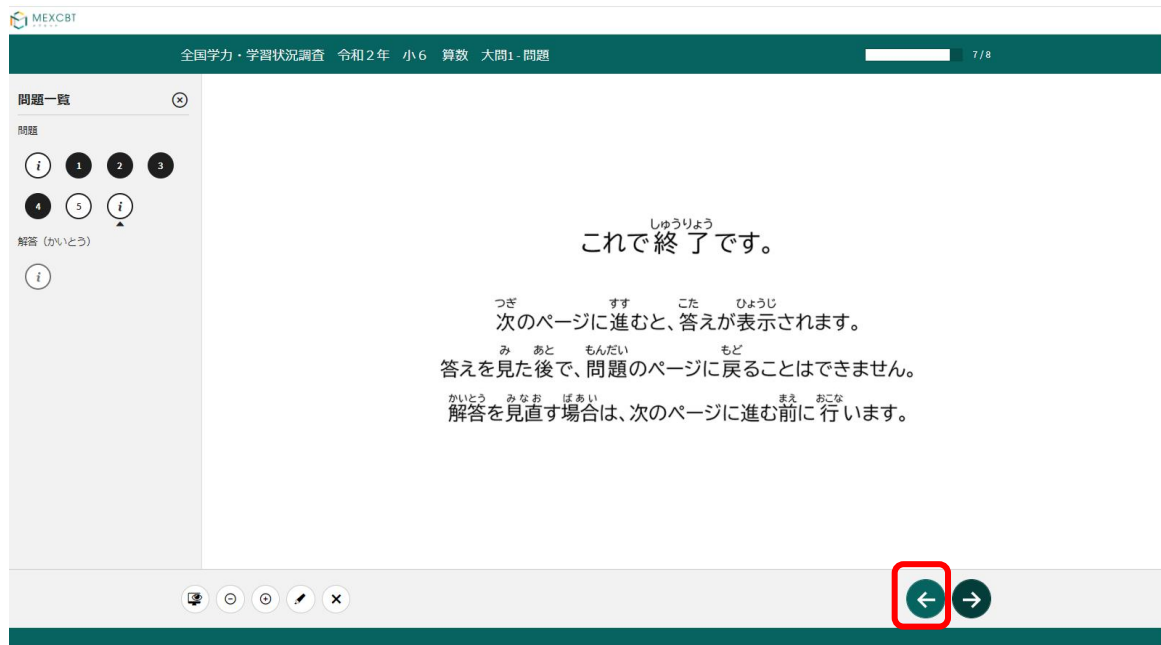 MEXCBT
全国学力・学習状況調査 令和2年 小6 算数 大問1-問題
7/8
問題一覧
問題
i 1 2 3
4 5 i
解答（かいとう）
i
しゅうりょう
これで終了です。
つぎ すす こた ひょうじ
次のページに進むと、答えが表示されます。
み あと もんだい もど
答えを見た後で、問題のページに戻ることはできません。
かいとう みなお ばあい まえ おこな
解答を見直す場合は、次のページに進む前に行います。